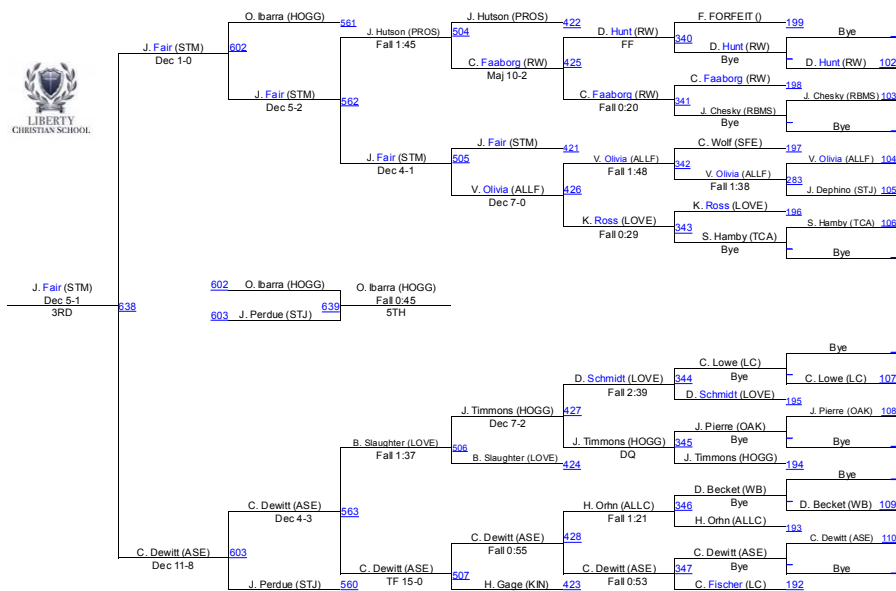 O. Ibarra (HOGG)
561
J. Hutson (PROS)
422
F. FORFEIT ()
199
Bye
J. Hutson (PROS)
504
D. Hunt (RW)
340
J. Fair (STM)
602
Fall 1:45
FF
D. Hunt (RW)
Dec 1-0
C. Faaborg (RW)
425
Bye
D. Hunt (RW)
102
Maj 10-2
C. Faaborg (RW)
198
J. Fair (STM)
562
C. Faaborg (RW)
341
J. Chesky (RBMS)
103
Dec 5-2
Fall 0:20
J. Chesky (RBMS)
LIBERTY
CHRISTIAN SCHOOL
Bye
Bye
J. Fair (STM)
421
C. Wolf (SFE)
197
J. Fair (STM)
505
V. Olivia (ALLF)
342
V. Olivia (ALLF)
104
Dec 4-1
Fall 1:48
V. Olivia (ALLF)
283
V. Olivia (ALLF)
426
Fall 1:38
J. Dephino (STJ)
105
Dec 7-0
K. Ross (LOVE)
196
K. Ross (LOVE)
343
S. Hamby (TCA)
106
Fall 0:29
S. Hamby (TCA)
Bye
Bye
J. Fair (STM)
602
O. Ibarra (HOGG)
O. Ibarra (HOGG)
Dec 5-1
638
639
Fall 0:45
3RD
603
J. Perdue (STJ)
5TH
Bye
C. Lowe (LC)
D. Schmidt (LOVE)
344
Bye
C. Lowe (LC)
107
Fall 2:39
D. Schmidt (LOVE)
195
J. Timmons (HOGG)
427
J. Pierre (OAK)
108
Dec 7-2
J. Pierre (OAK)
B. Slaughter (LOVE)
506
J. Timmons (HOGG)
345
Bye
Bye
Fall 1:37
B. Slaughter (LOVE)
424
DQ
J. Timmons (HOGG)
194
Bye
D. Becket (WB)
C. Dewitt (ASE)
563
H. Orhn (ALLC)
346
Bye
D. Becket (WB)
109
Dec 4-3
Fall 1:21
H. Orhn (ALLC)
193
C. Dewitt (ASE)
428
C. Dewitt (ASE)
110
C. Dewitt (ASE)
603
Fall 0:55
C. Dewitt (ASE)
Dec 11-8
C. Dewitt (ASE)
507
C. Dewitt (ASE)
347
Bye
Bye
TF 15-0
Fall 0:53
J. Perdue (STJ)
560
H. Gage (KIN)
423
C. Fischer (LC)
192